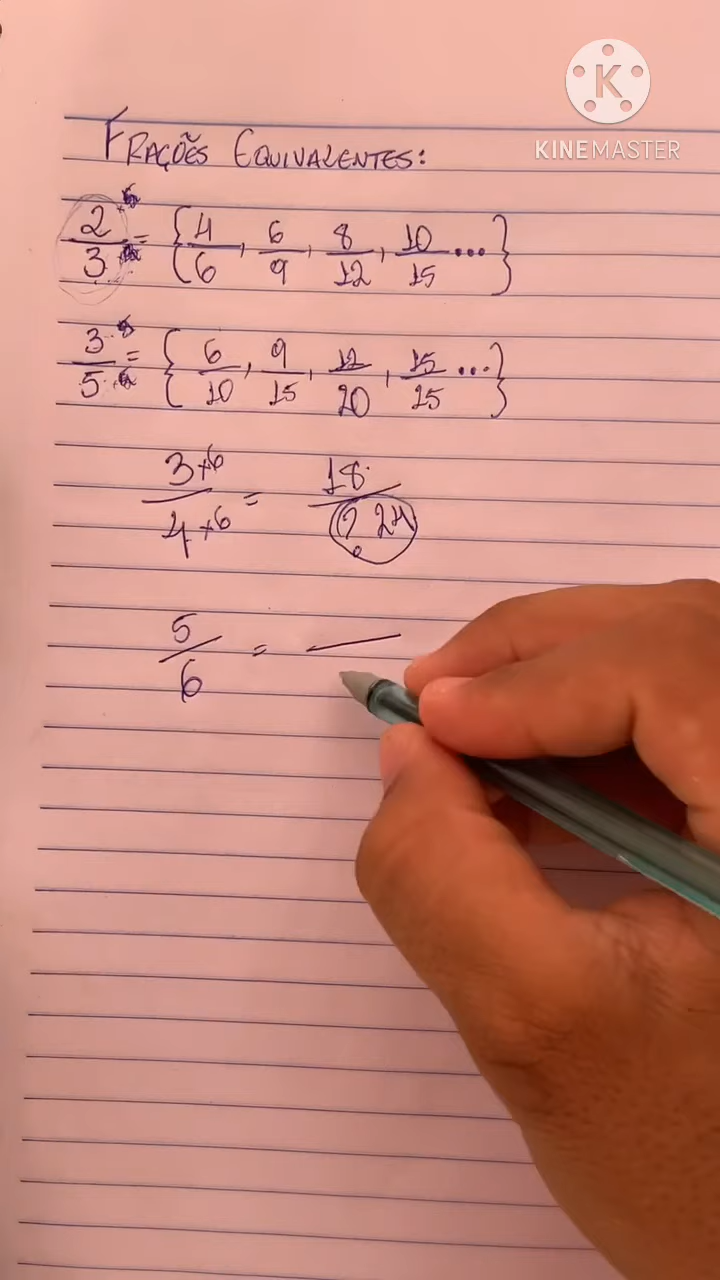 K
KINEMASTER
FRAÇÕES EQUIVALENTES:
2/3 = {4/6, 6/9, 8/12, 10/15 ...}
3/5 = {6/10, 9/15, 12/20, 15/25 ...}
3×6/4×6 = 18/? 24
5/6 =